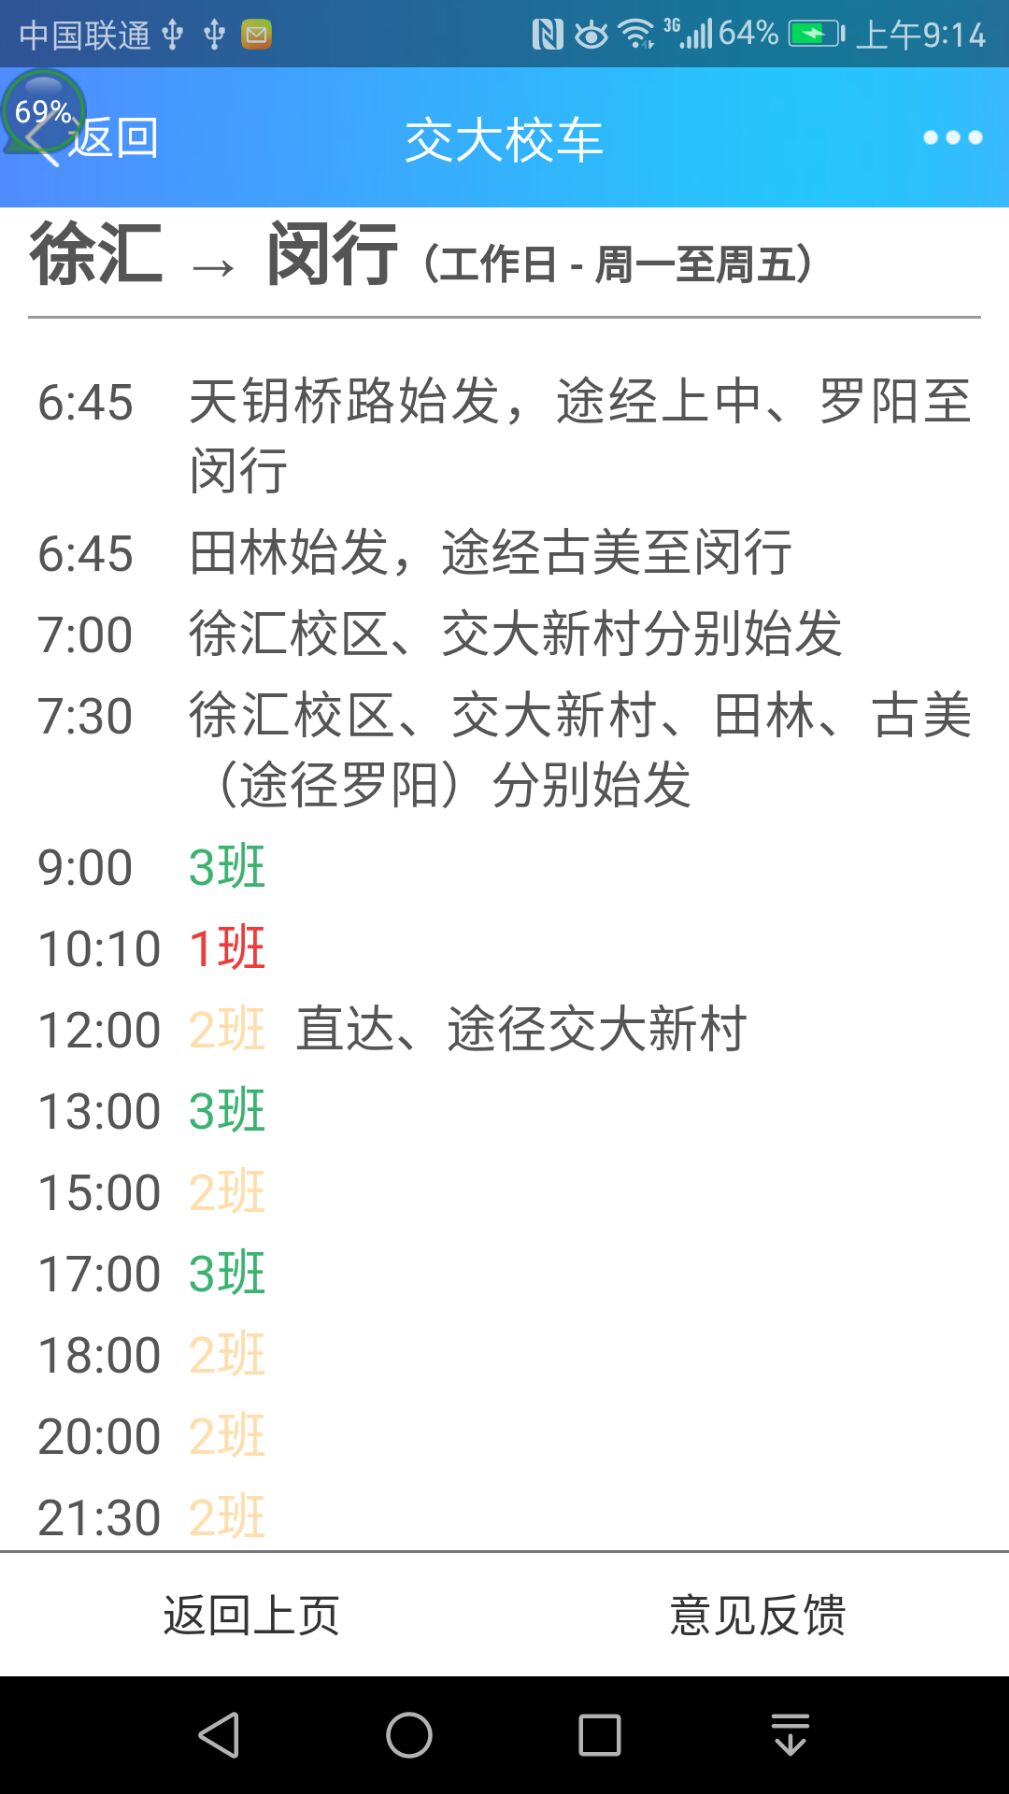 中国联通 3G 64% 上午9:14
69% 返回 交大校车
徐汇 → 闵行（工作日 - 周一至周五）
6:45 天钥桥路始发，途经上中、罗阳至
闵行
6:45 田林始发，途经古美至闵行
7:00 徐汇校区、交大新村分别始发
7:30 徐汇校区、交大新村、田林、古美
（途径罗阳）分别始发
9:00 3班
10:10 1班
12:00 2班 直达、途径交大新村
13:00 3班
15:00 2班
17:00 3班
18:00 2班
20:00 2班
21:30 2班
返回上页 意见反馈